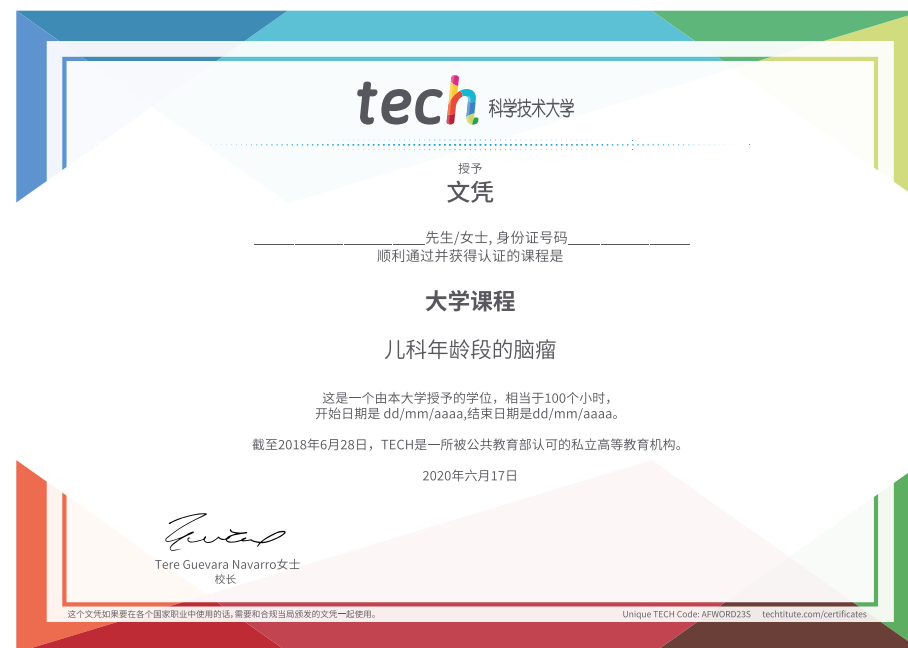 tech 科学技术大学
授予
文凭
______________________先生/女士, 身份证号码_______________
顺利通过并获得认证的课程是
大学课程
儿科年龄段的脑瘤
这是一个由本大学授予的学位，相当于100个小时，
开始日期是 dd/mm/aaaa,结束日期是dd/mm/aaaa。
截至2018年6月28日，TECH是一所被公共教育部认可的私立高等教育机构。
2020年六月17日
Tere Guevara Navarro女士
校长
这个文凭如果要在各个国家职业中使用的话,需要和合规当局颁发的文凭一起使用。
Unique TECH Code: AFWORD23S techtitute.com/certificates